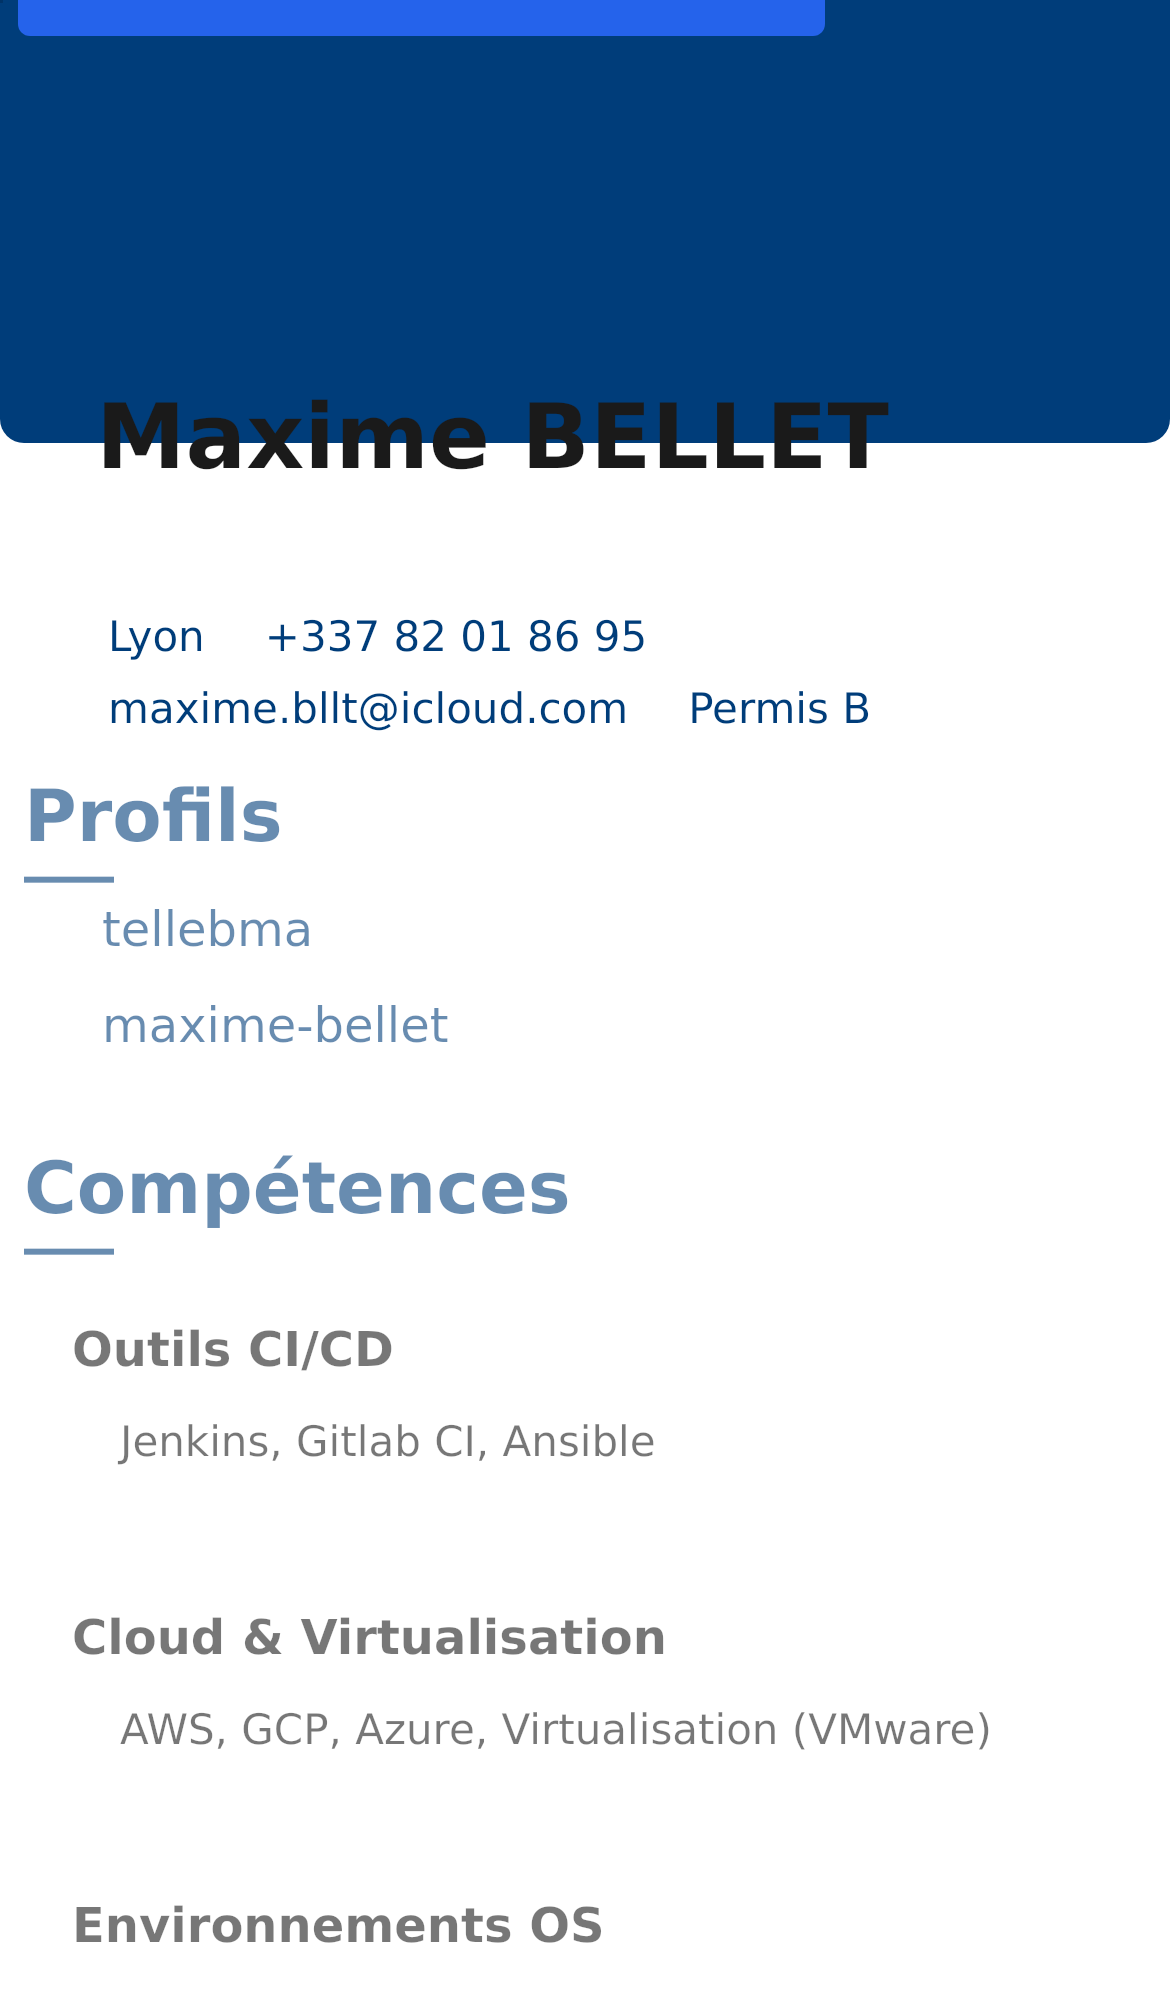 Maxime BELLET
Lyon +337 82 01 86 95
maxime.bllt@icloud.com Permis B
Profils
tellebma
maxime-bellet
Compétences
Outils CI/CD
Jenkins, Gitlab CI, Ansible
Cloud & Virtualisation
AWS, GCP, Azure, Virtualisation (VMware)
Environnements OS